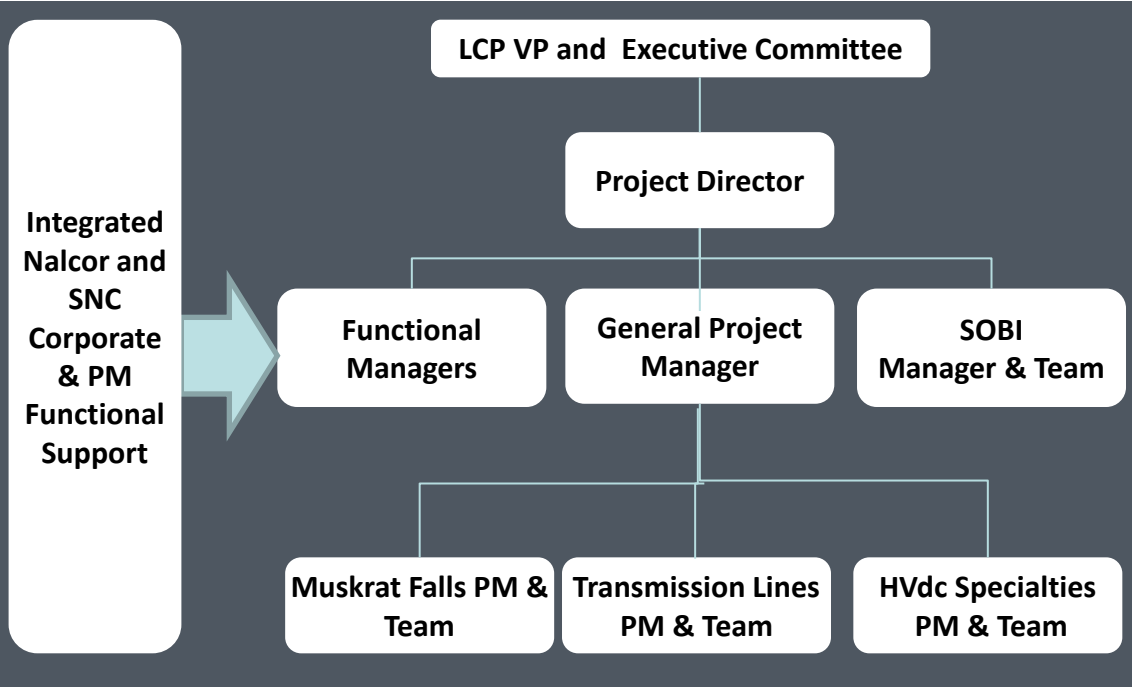 LCP VP and Executive Committee
Project Director
Integrated
Nalcor and
SNC
Corporate
& PM
Functional
Support
Functional
Managers
General Project
Manager
SOBI
Manager & Team
Muskrat Falls PM &
Team
Transmission Lines
PM & Team
HVdc Specialties
PM & Team